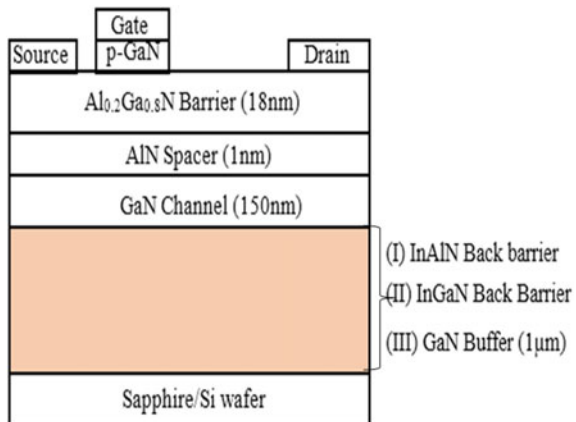 Gate
Source p-GaN Drain
Al₀.₂Ga₀.₈N Barrier (18nm)
AlN Spacer (1nm)
GaN Channel (150nm)
(I) InAlN Back barrier
(II) InGaN Back Barrier
(III) GaN Buffer (1μm)
Sapphire/Si wafer